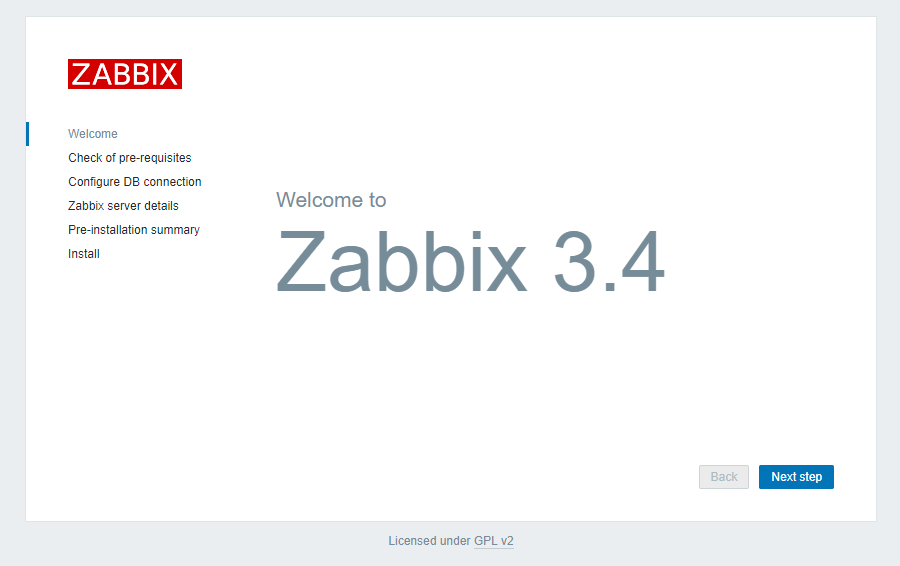 ZABBIX
Welcome
Check of pre-requisites
Configure DB connection
Zabbix server details
Pre-installation summary
Install
Welcome to
Zabbix 3.4
Back
Next step
Licensed under GPL v2